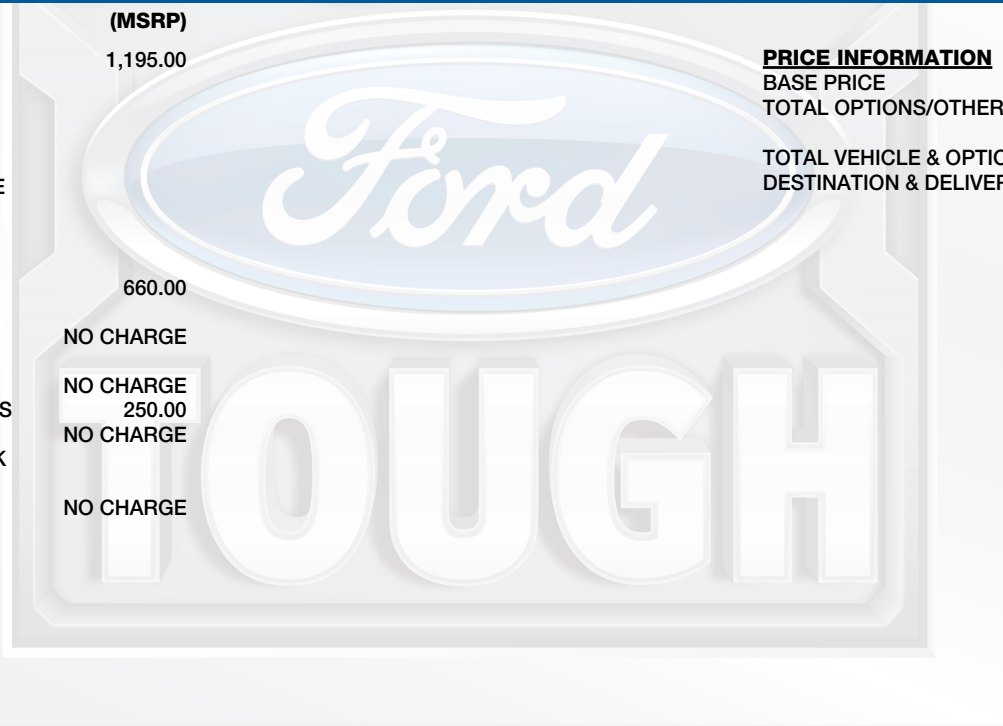 (MSRP)
1,195.00
PRICE INFORMATION
BASE PRICE
TOTAL OPTIONS/OTHER
TOTAL VEHICLE & OPTIO
DESTINATION & DELIVER
E
660.00
NO CHARGE
NO CHARGE
S 250.00
NO CHARGE
K
NO CHARGE
Ford
TOUGH